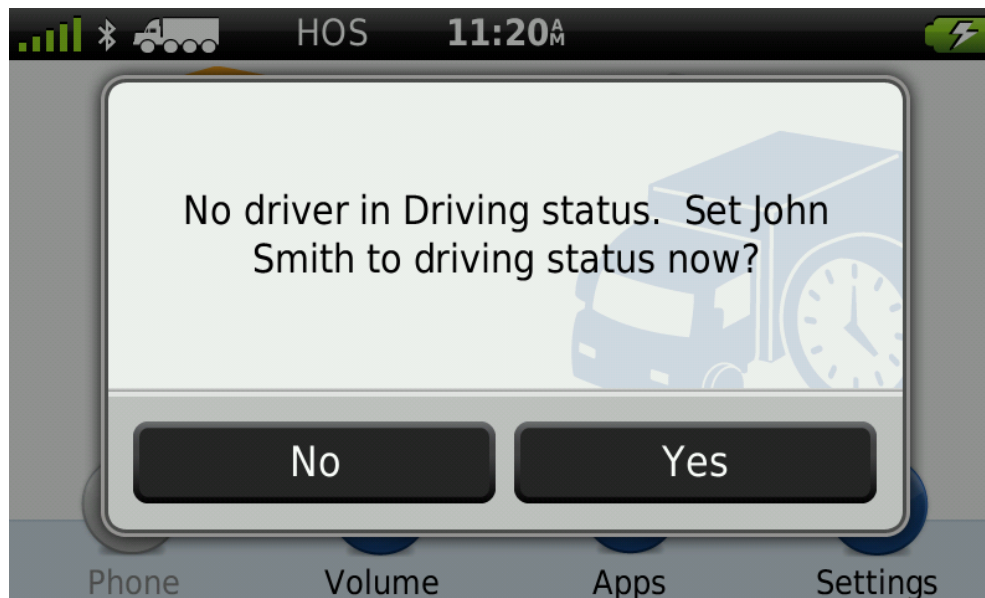 HOS 11:20AM
No driver in Driving status.  Set John
Smith to driving status now?
No Yes
Phone Volume Apps Settings